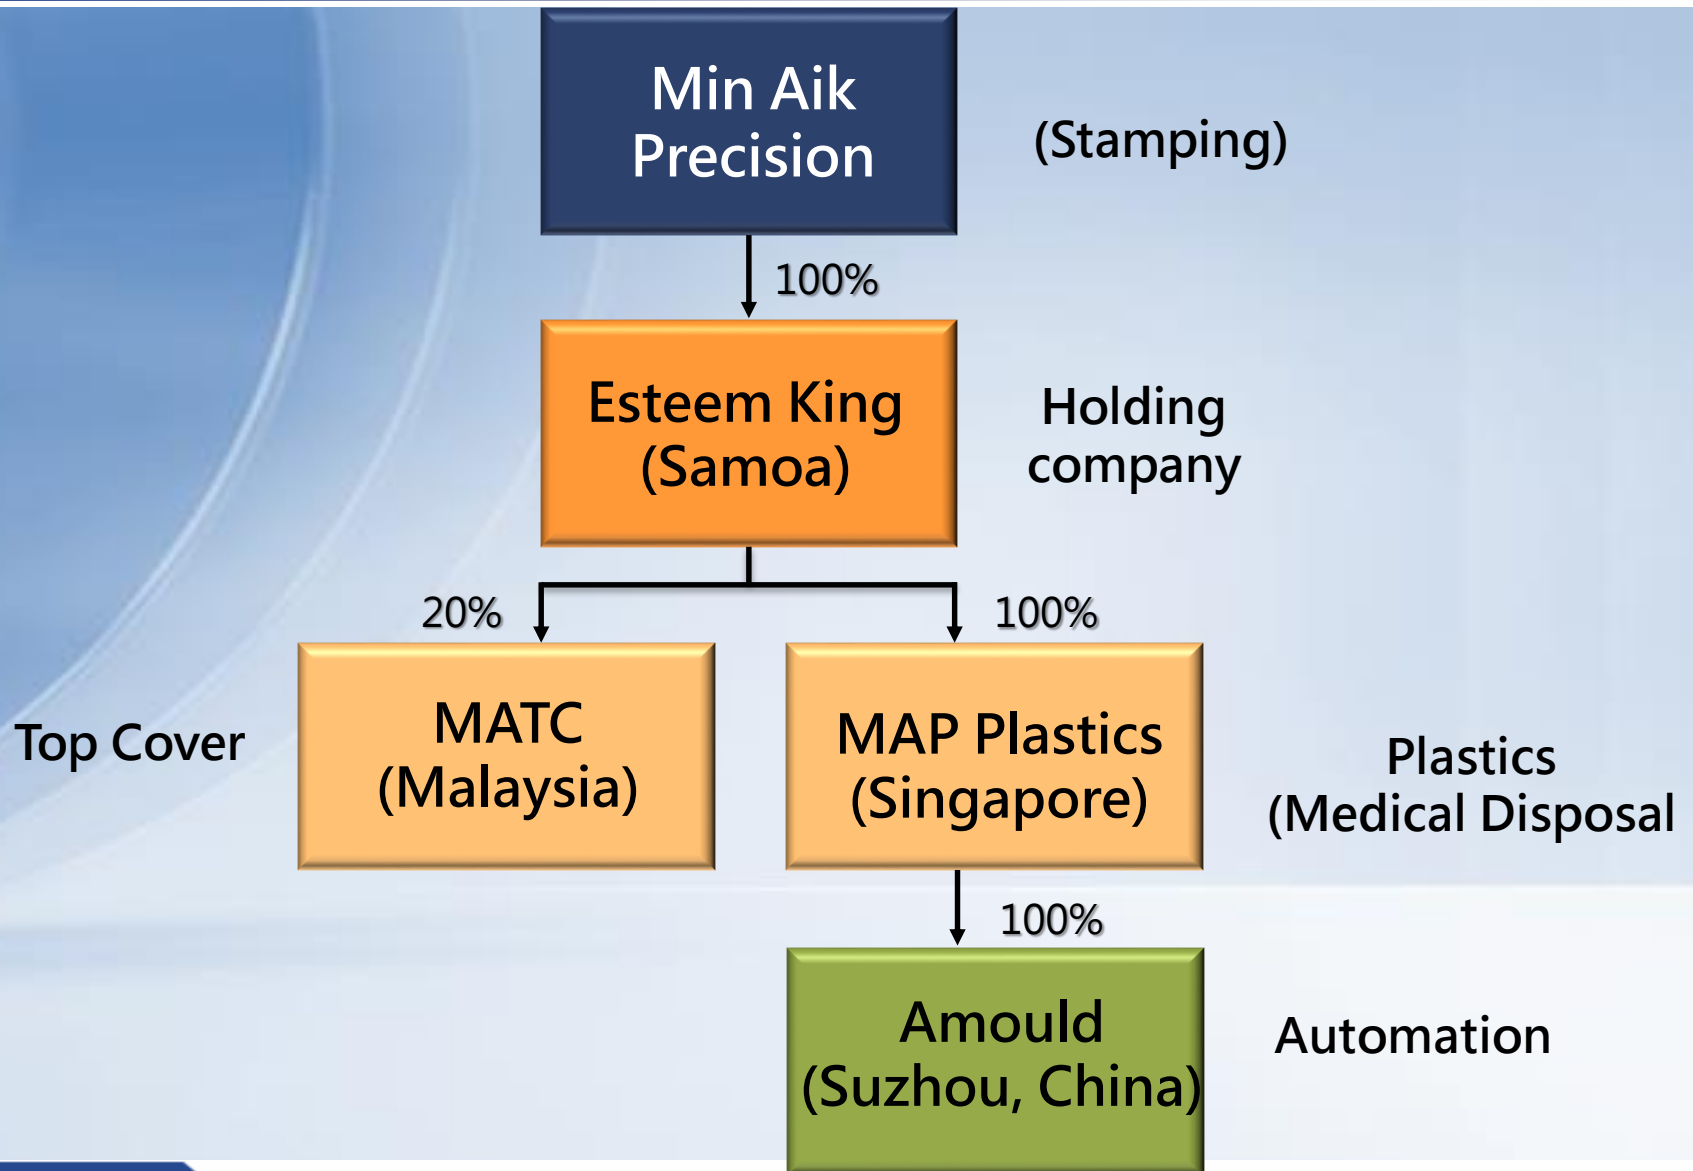 Min Aik
Precision
(Stamping)
100%
Esteem King
(Samoa)
Holding
company
20%
100%
Top Cover
MATC
(Malaysia)
MAP Plastics
(Singapore)
Plastics
(Medical Disposal
100%
Amould
(Suzhou, China)
Automation